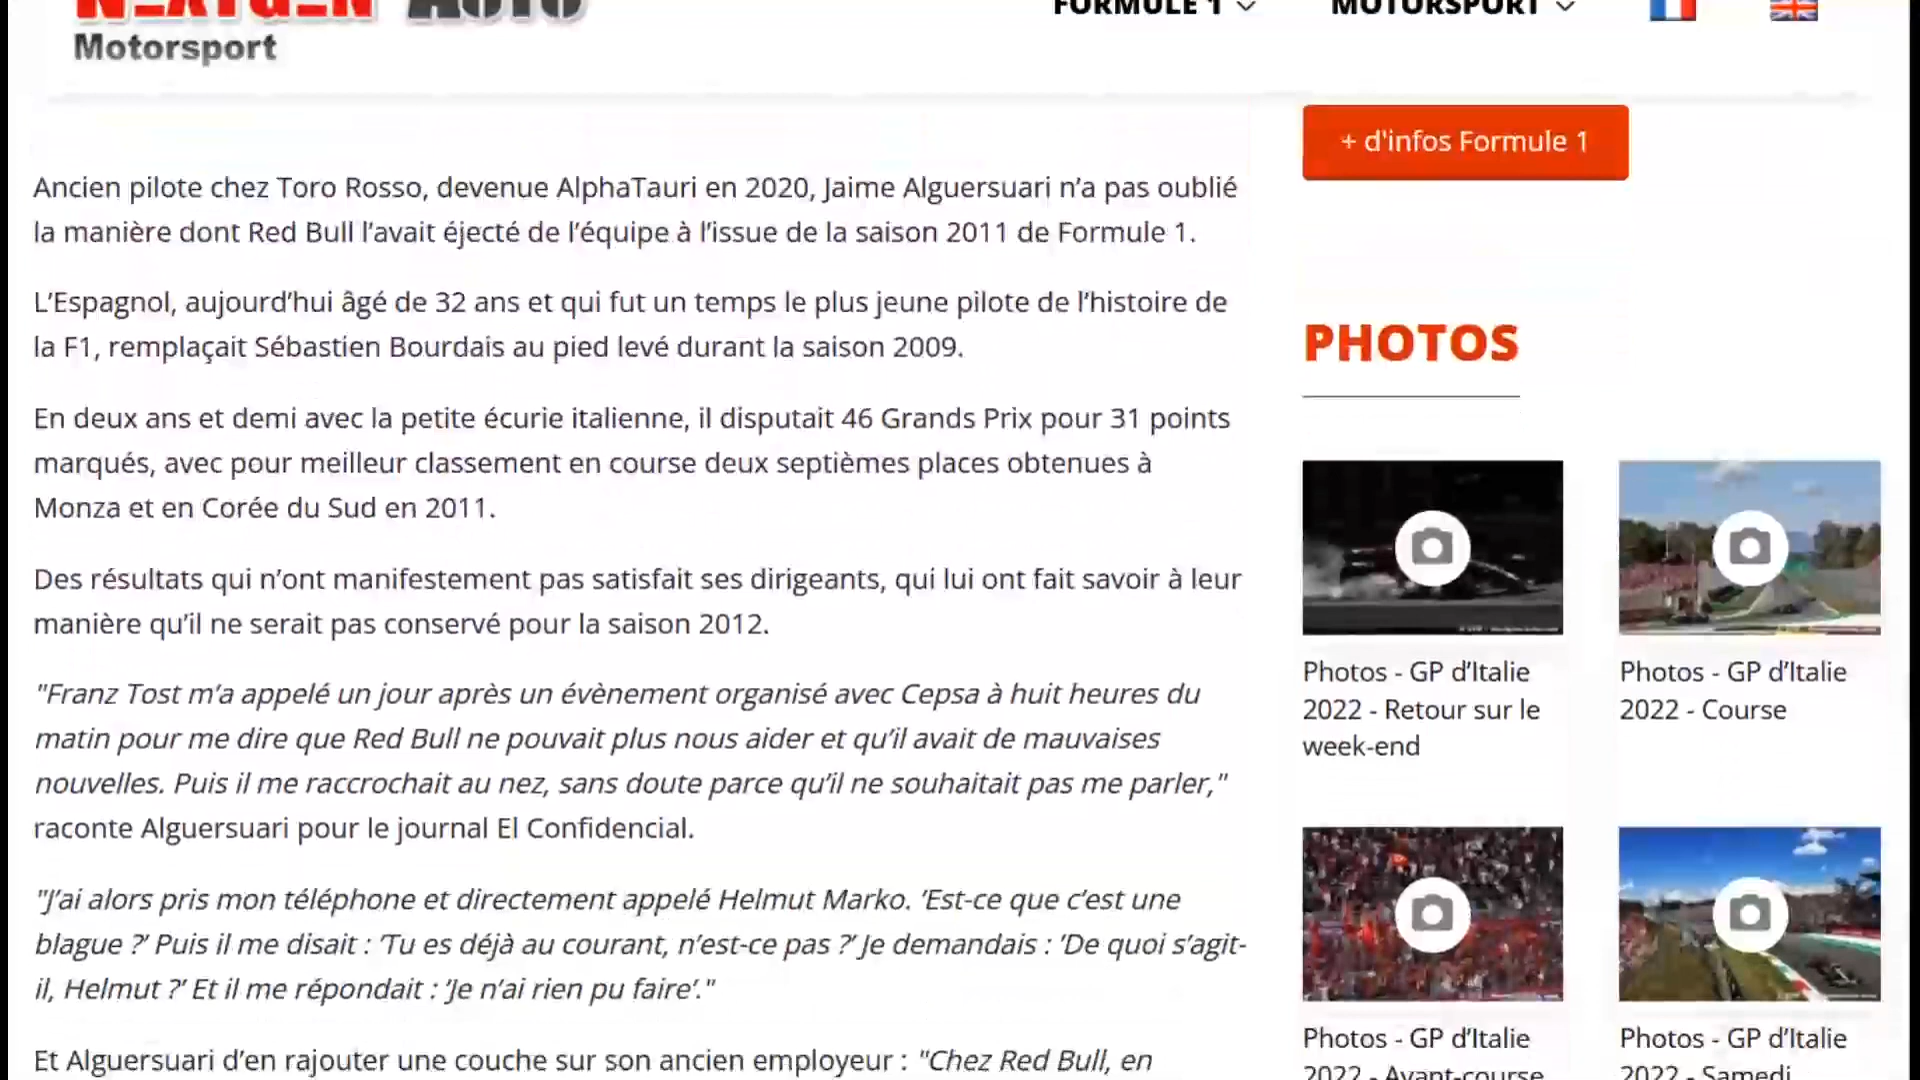 NEXTGEN AUTO
Motorsport
FORMULE 1
MOTORSPORT
+ d'infos Formule 1
Ancien pilote chez Toro Rosso, devenue AlphaTauri en 2020, Jaime Alguersuari n’a pas oublié
la manière dont Red Bull l’avait éjecté de l’équipe à l’issue de la saison 2011 de Formule 1.
L’Espagnol, aujourd’hui âgé de 32 ans et qui fut un temps le plus jeune pilote de l’histoire de
la F1, remplaçait Sébastien Bourdais au pied levé durant la saison 2009.
En deux ans et demi avec la petite écurie italienne, il disputait 46 Grands Prix pour 31 points
marqués, avec pour meilleur classement en course deux septièmes places obtenues à
Monza et en Corée du Sud en 2011.
Des résultats qui n’ont manifestement pas satisfait ses dirigeants, qui lui ont fait savoir à leur
manière qu’il ne serait pas conservé pour la saison 2012.
"Franz Tost m’a appelé un jour après un évènement organisé avec Cepsa à huit heures du
matin pour me dire que Red Bull ne pouvait plus nous aider et qu’il avait de mauvaises
nouvelles. Puis il me raccrochait au nez, sans doute parce qu’il ne souhaitait pas me parler,"
raconte Alguersuari pour le journal El Confidencial.
"J’ai alors pris mon téléphone et directement appelé Helmut Marko. ’Est-ce que c’est une
blague ?’ Puis il me disait : ’Tu es déjà au courant, n’est-ce pas ?’ Je demandais : ’De quoi s’agit-
il, Helmut ?’ Et il me répondait : ’Je n’ai rien pu faire’."
Et Alguersuari d’en rajouter une couche sur son ancien employeur : "Chez Red Bull, en
PHOTOS
Photos - GP d’Italie
2022 - Retour sur le
week-end
Photos - GP d’Italie
2022 - Course
Photos - GP d’Italie
2022 - Avant-course
Photos - GP d’Italie
2022 - Samedi